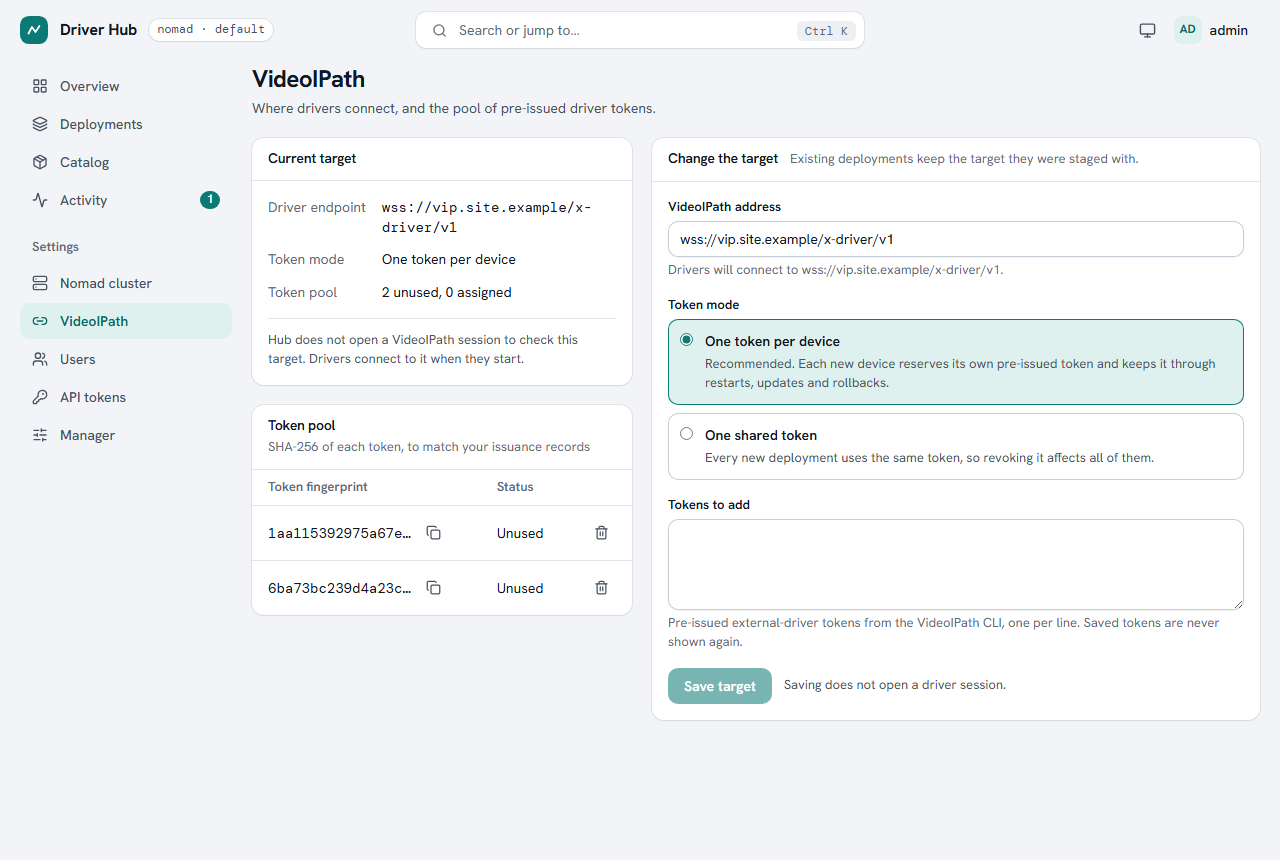 Driver Hub
nomad · default
Search or jump to...
Ctrl K
AD
admin
Overview
Deployments
Catalog
Activity
1
Settings
Nomad cluster
VideoIPath
Users
API tokens
Manager
VideoIPath
Where drivers connect, and the pool of pre-issued driver tokens.
Current target
Driver endpoint
wss://vip.site.example/x-
driver/v1
Token mode
One token per device
Token pool
2 unused, 0 assigned
Hub does not open a VideoIPath session to check this
target. Drivers connect to it when they start.
Token pool
SHA-256 of each token, to match your issuance records
Token fingerprint
Status
1aa115392975a67e…
Unused
6ba73bc239d4a23c…
Unused
Change the target
Existing deployments keep the target they were staged with.
VideoIPath address
wss://vip.site.example/x-driver/v1
Drivers will connect to wss://vip.site.example/x-driver/v1.
Token mode
One token per device
Recommended. Each new device reserves its own pre-issued token and keeps it through
restarts, updates and rollbacks.
One shared token
Every new deployment uses the same token, so revoking it affects all of them.
Tokens to add
Pre-issued external-driver tokens from the VideoIPath CLI, one per line. Saved tokens are never
shown again.
Save target
Saving does not open a driver session.